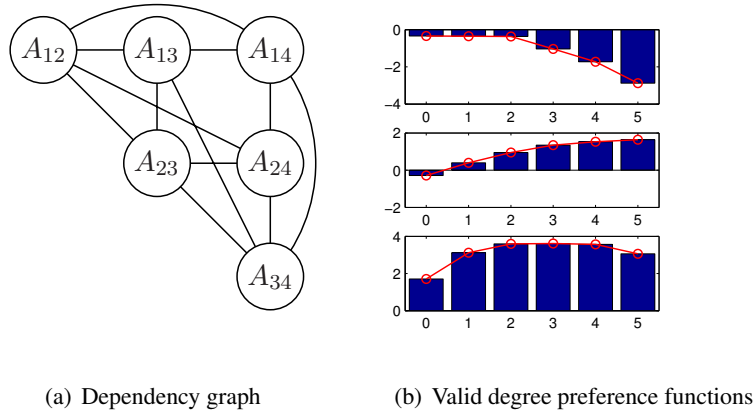 A12 A13 A14
A23 A24
A34
0
−2
−4
0 1 2 3 4 5
2
0
−2
0 1 2 3 4 5
4
2
0
0 1 2 3 4 5
(a) Dependency graph
(b) Valid degree preference functions